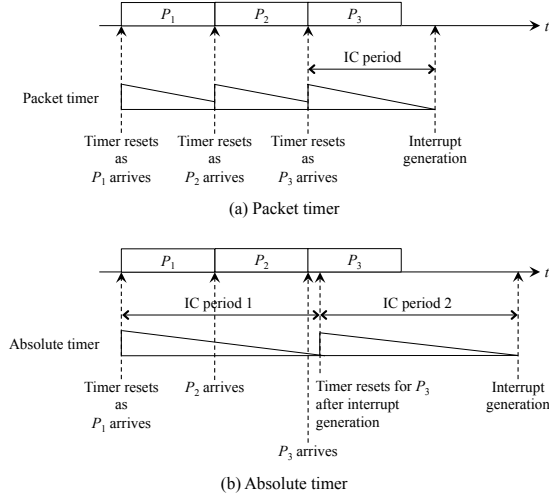 P1 P2 P3
t
IC period
Packet timer
Timer resets as P1 arrives
Timer resets as P2 arrives
Timer resets as P3 arrives
Interrupt generation
(a) Packet timer
P1 P2 P3
t
IC period 1 IC period 2
Absolute timer
Timer resets as P1 arrives
P2 arrives
P3 arrives
Timer resets for P3 after interrupt generation
Interrupt generation
(b) Absolute timer